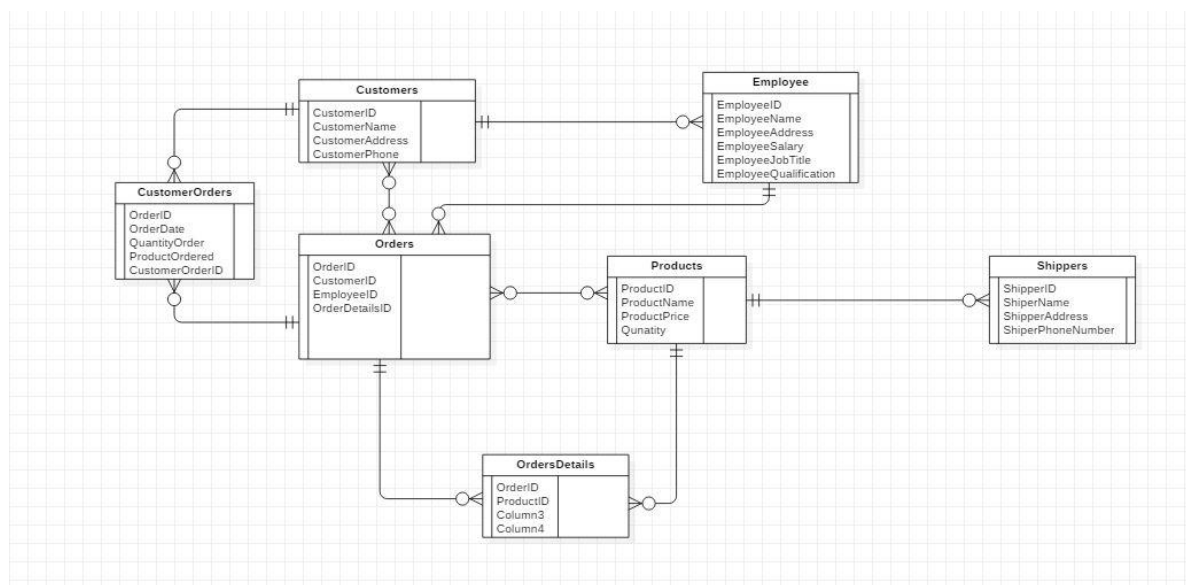 Customers
CustomerID
CustomerName
CustomerAddress
CustomerPhone
Employee
EmployeeID
EmployeeName
EmployeeAddress
EmployeeSalary
EmployeeJobTitle
EmployeeQualification
CustomerOrders
OrderID
OrderDate
QuantityOrder
ProductOrdered
CustomerOrderID
Orders
OrderID
CustomerID
EmployeeID
OrderDetailsID
Products
ProductID
ProductName
ProductPrice
Qunatity
Shippers
ShipperID
ShiperName
ShipperAddress
ShiperPhoneNumber
OrdersDetails
OrderID
ProductID
Column3
Column4